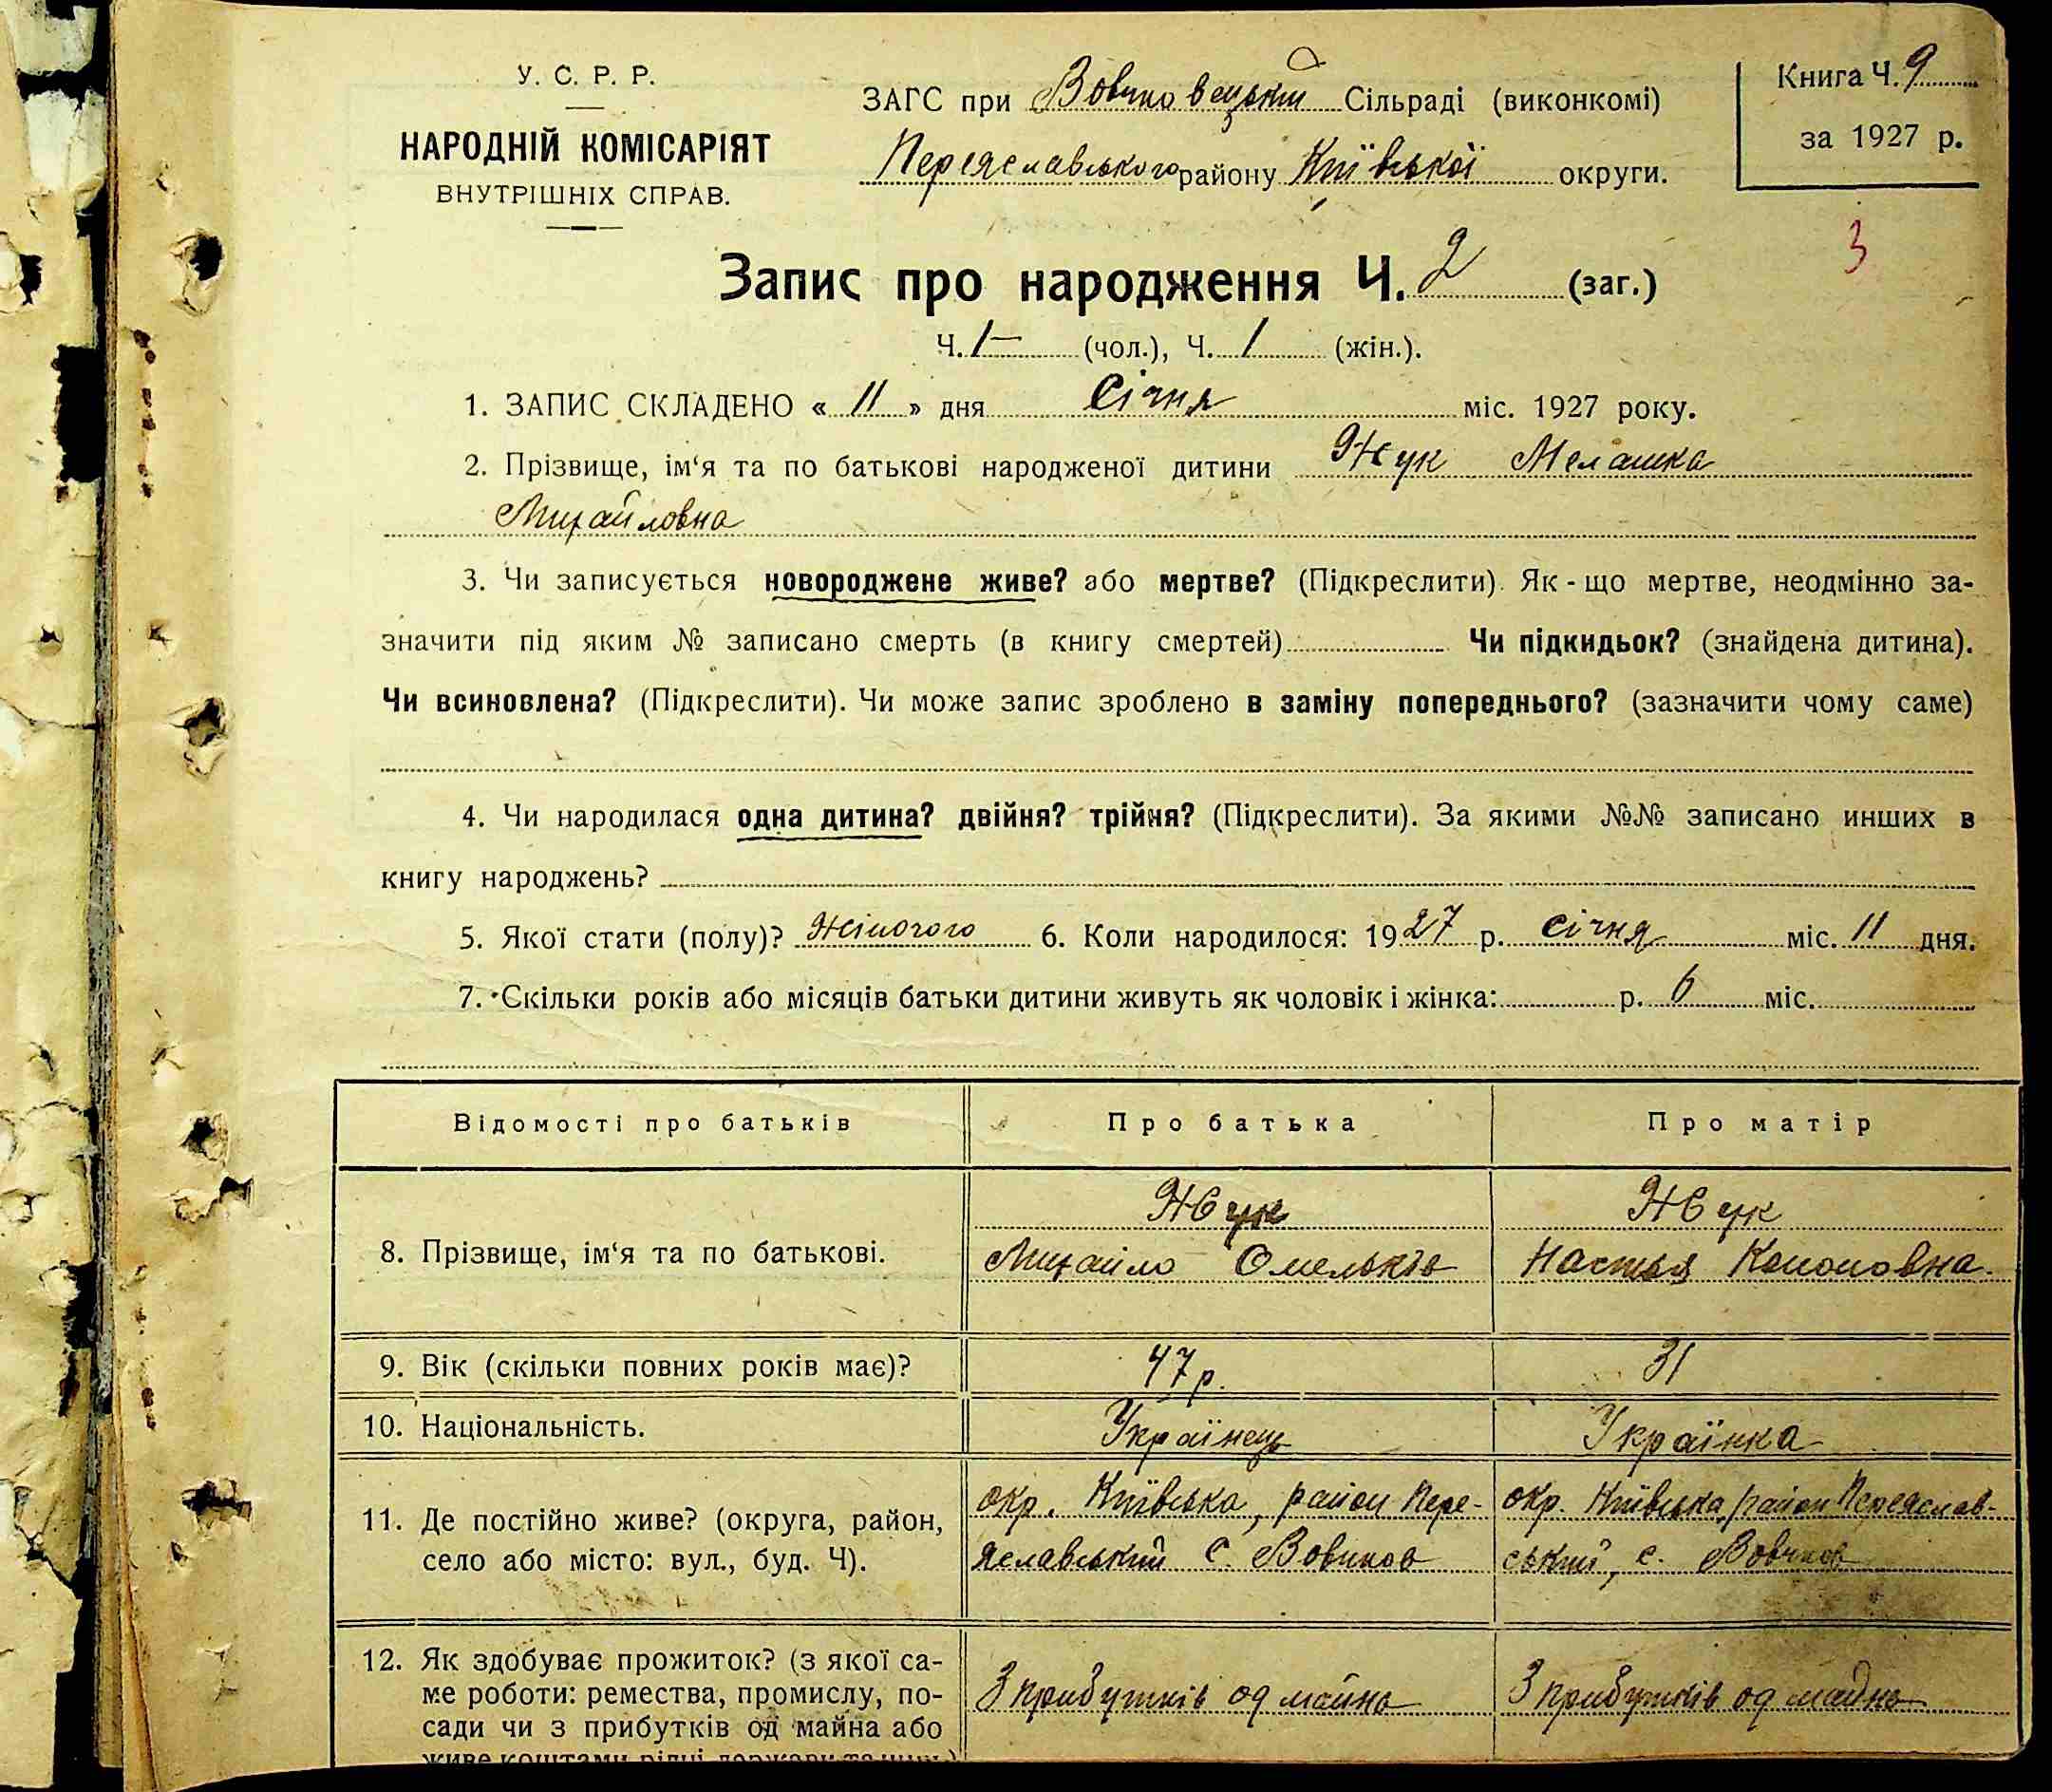 У. С. Р. Р.
НАРОДНІЙ КОМІСАРІЯТ
ВНУТРІШНІХ СПРАВ.
ЗАГС при Вовчковецькій Сільраді (виконкомі)
Переяславського району Київської округи.
Книга Ч. 9
за 1927 р.
3
Запис про народження Ч. 2 (заг.)
Ч. 1- (чол.), Ч. 1 (жін.).
1. ЗАПИС СКЛАДЕНО « 11 » дня Січня міс. 1927 року.
2. Прізвище, ім'я та по батькові народженої дитини Жук Мелашка
Михайловна
3. Чи записується новороджене живе? або мертве? (Підкреслити). Як-що мертве, неодмінно за-
значити під яким № записано смерть (в книгу смертей) Чи підкидьок? (знайдена дитина).
Чи всиновлена? (Підкреслити). Чи може запис зроблено в заміну попереднього? (зазначити чому саме)
4. Чи народилася одна дитина? двійня? трійня? (Підкреслити). За якими №№ записано инших в
книгу народжень?
5. Якої стати (полу)? Жіночого 6. Коли народилося: 1927 р. січня міс. 11 дня.
7. Скільки років або місяців батьки дитини живуть як чоловік і жінка: р. 6 міс.
Відомості про батьків Про батька Про матір
8. Прізвище, ім'я та по батькові.
Жук
Михайло Омельків
Жук
Настья Кононовна
9. Вік (скільки повних років має)? 47 р. 31
10. Національність. Українець Українка
11. Де постійно живе? (округа, район,
село або місто: вул., буд. Ч).
окр. Київська, район Пере-
яславський с. Вовчков
окр. Київська, район Переяслав-
ський, с. Вовчков
12. Як здобуває прожиток? (з якої са-
ме роботи: ремества, промислу, по-
сади чи з прибутків од майна або
живе коштами рідні, держави та инш.)
З прибутків од майна
З прибутків од майна